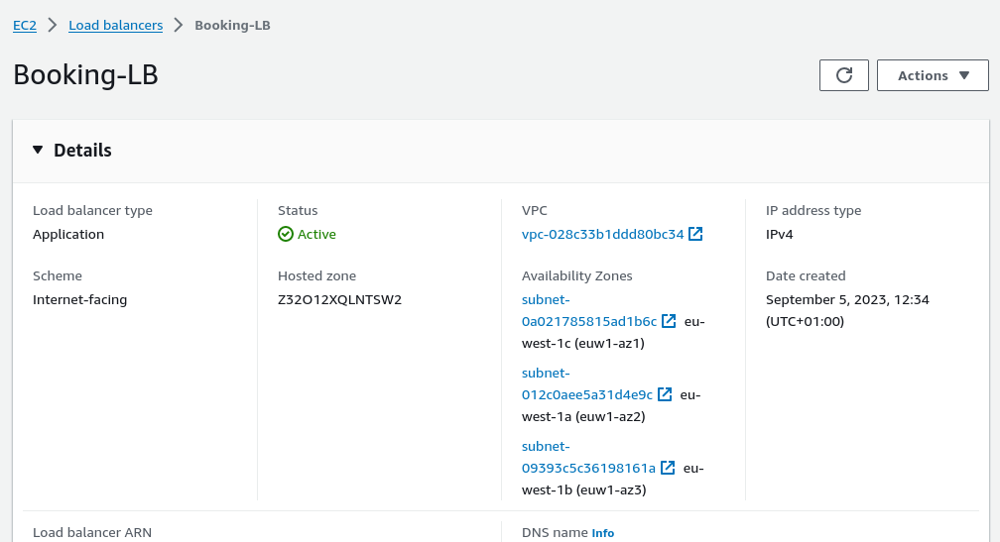 EC2 > Load balancers > Booking-LB
Booking-LB
Actions
Details
Load balancer type
Application
Status
Active
VPC
vpc-028c33b1ddd80bc34
IP address type
IPv4
Scheme
Internet-facing
Hosted zone
Z32O12XQLNTSW2
Availability Zones
subnet-
0a021785815ad1b6c eu-
west-1c (euw1-az1)
subnet-
012c0aee5a31d4e9c eu-
west-1a (euw1-az2)
subnet-
09393c5c36198161a eu-
west-1b (euw1-az3)
Date created
September 5, 2023, 12:34
(UTC+01:00)
Load balancer ARN
DNS name Info